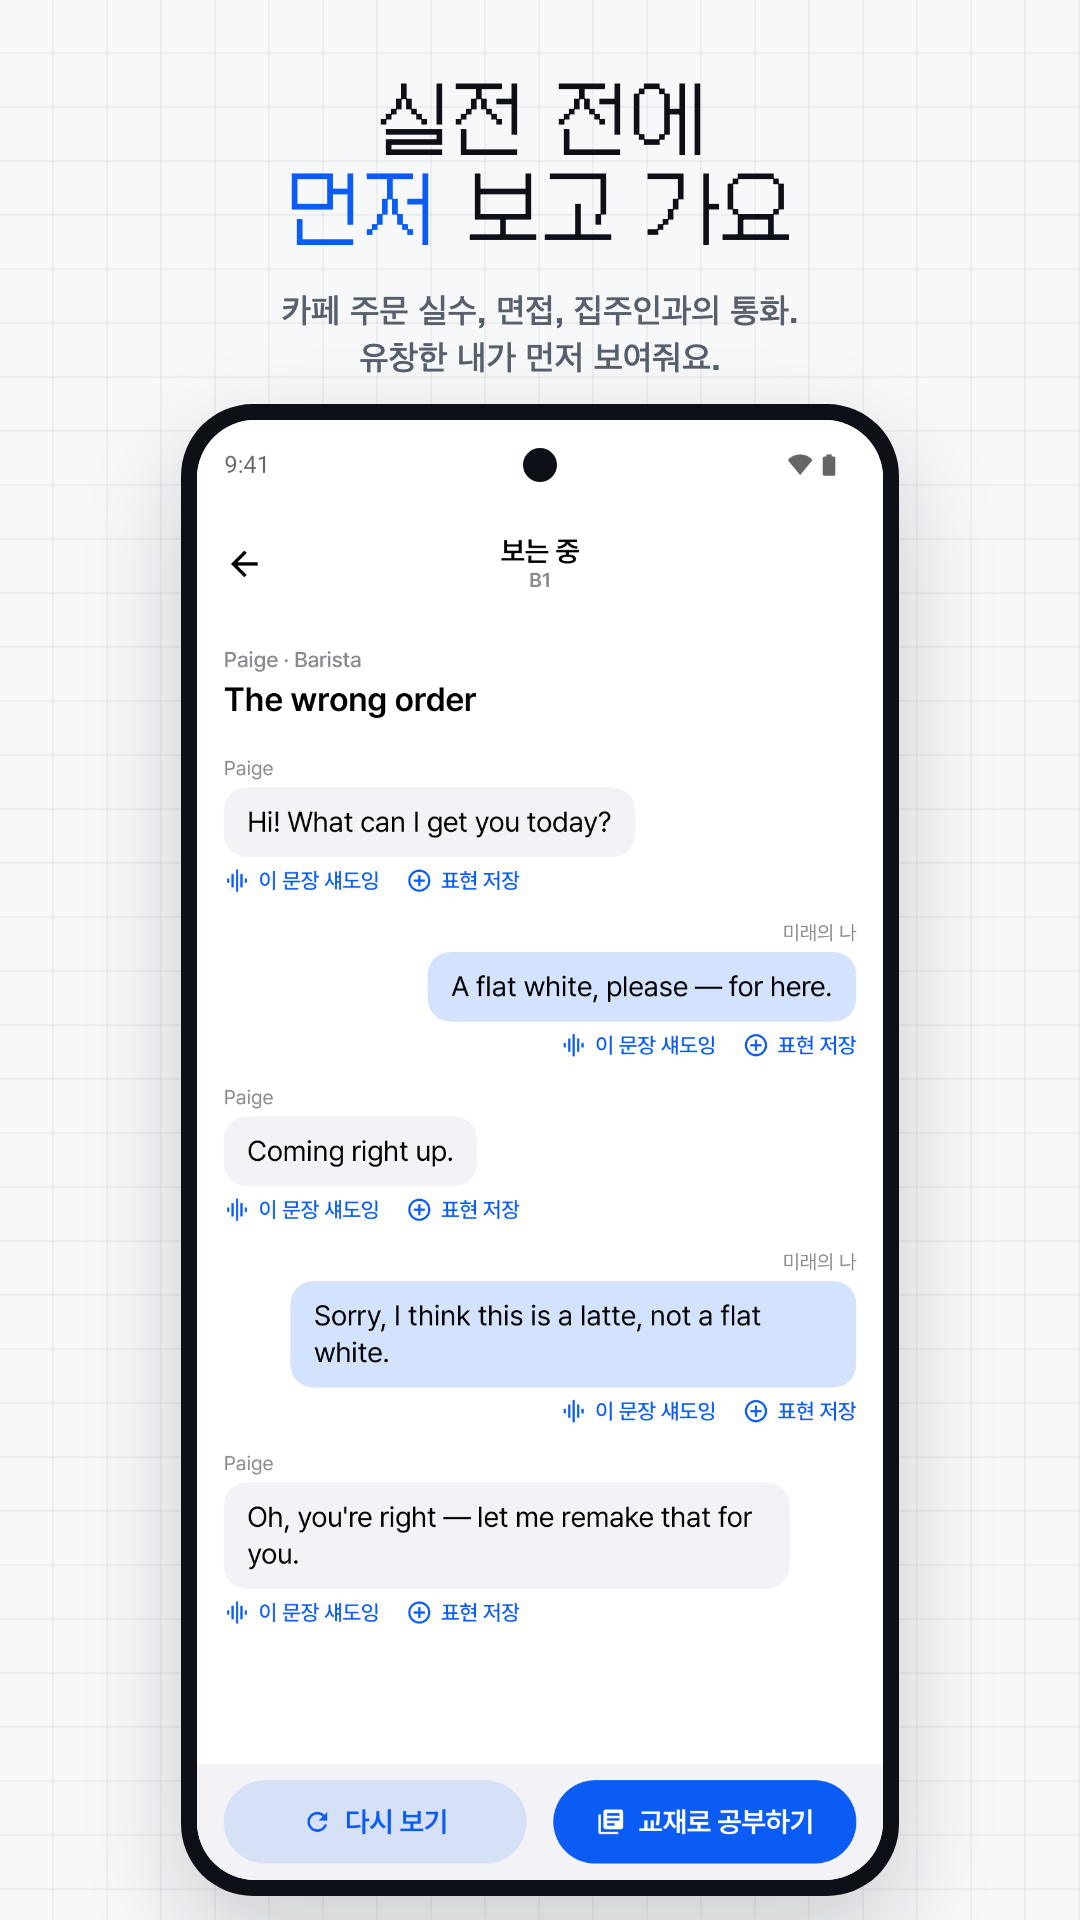 실전 전에
먼저 보고 가요
카페 주문 실수, 면접, 집주인과의 통화.
유창한 내가 먼저 보여줘요.
9:41
보는 중
B1
Paige · Barista
The wrong order
Paige
Hi! What can I get you today?
이 문장 섀도잉 표현 저장
미래의 나
A flat white, please — for here.
이 문장 섀도잉 표현 저장
Paige
Coming right up.
이 문장 섀도잉 표현 저장
미래의 나
Sorry, I think this is a latte, not a flat
white.
이 문장 섀도잉 표현 저장
Paige
Oh, you're right — let me remake that for
you.
이 문장 섀도잉 표현 저장
다시 보기 교재로 공부하기